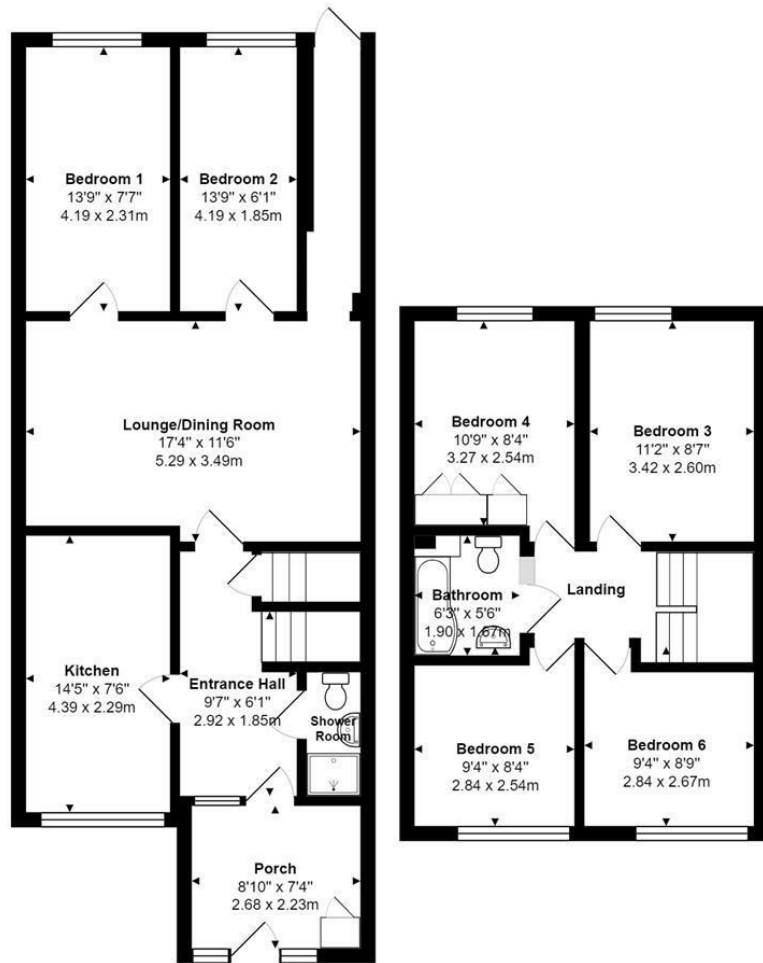 Bedroom 1
13'9" x 7'7"
4.19 x 2.31m
Bedroom 2
13'9" x 6'1"
4.19 x 1.85m
Lounge/Dining Room
17'4" x 11'6"
5.29 x 3.49m
Kitchen
14'5" x 7'6"
4.39 x 2.29m
Entrance Hall
9'7" x 6'1"
2.92 x 1.85m
Shower
Room
Porch
8'10" x 7'4"
2.68 x 2.23m
Bedroom 4
10'9" x 8'4"
3.27 x 2.54m
Bedroom 3
11'2" x 8'7"
3.42 x 2.60m
Bathroom
6'3" x 5'6"
1.90 x 1.67m
Landing
Bedroom 5
9'4" x 8'4"
2.84 x 2.54m
Bedroom 6
9'4" x 8'9"
2.84 x 2.67m